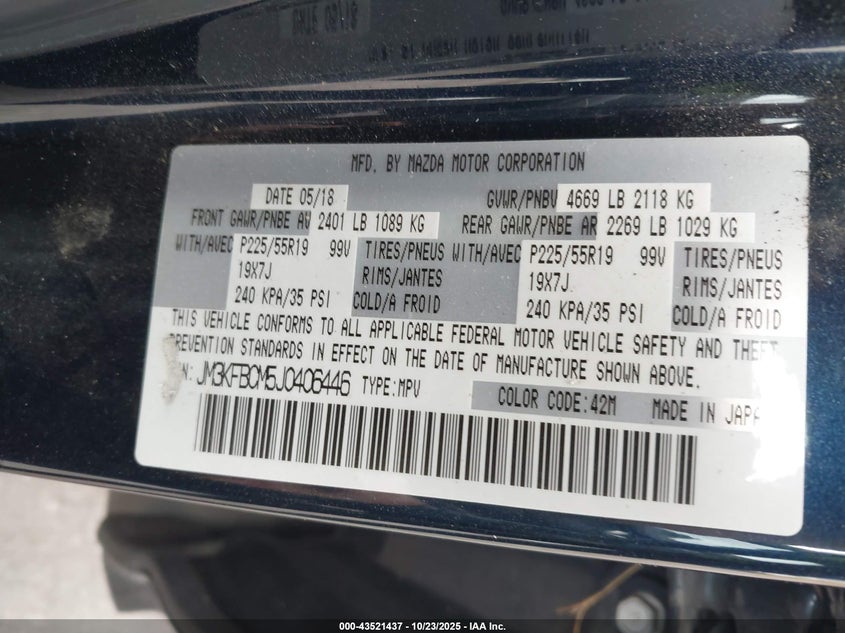 MFD. BY MAZDA MOTOR CORPORATION
DATE 05/18 GVWR/PNBV 4669 LB 2118 KG
FRONT GAWR/PNBE AV 2401 LB 1089 KG REAR GAWR/PNBE AR 2269 LB 1029 KG
WITH/AVEC P225/55R19 99V TIRES/PNEUS WITH/AVEC P225/55R19 99V TIRES/PNEUS
19X7J RIMS/JANTES 19X7J RIMS/JANTES
240 KPA/35 PSI COLD/A FROID 240 KPA/35 PSI COLD/A FROID
THIS VEHICLE CONFORMS TO ALL APPLICABLE FEDERAL MOTOR VEHICLE SAFETY AND THEFT
PREVENTION STANDARDS IN EFFECT ON THE DATE OF MANUFACTURE SHOWN ABOVE.
JM3KFBCM5J0406446 TYPE:MPV COLOR CODE:42M MADE IN JAPAN
000-43521437 - 10/23/2025 - IAA Inc.